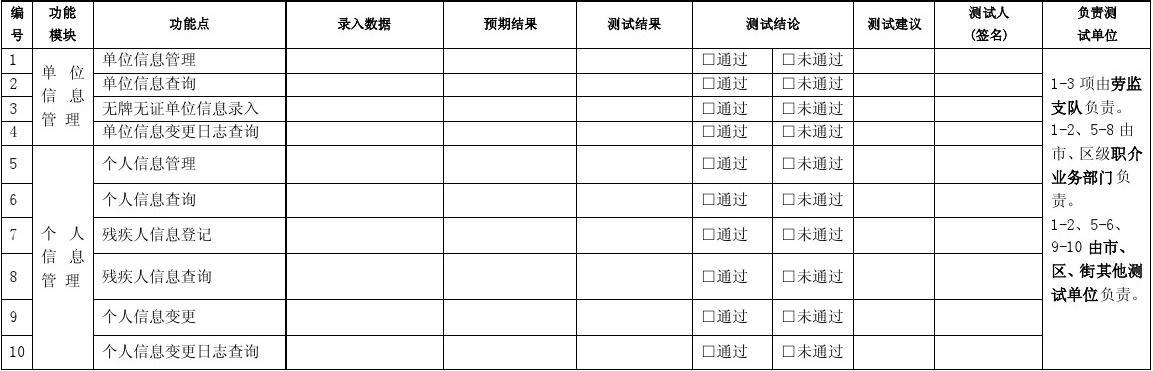 编号 功能模块 功能点 录入数据 预期结果 测试结果 测试结论 测试建议 测试人(签名) 负责测试单位
单位信息管理
1 单位信息管理 □通过 □未通过
2 单位信息查询 □通过 □未通过
3 无牌无证单位信息录入 □通过 □未通过
4 单位信息变更日志查询 □通过 □未通过
个人信息管理
5 个人信息管理 □通过 □未通过
6 个人信息查询 □通过 □未通过
7 残疾人信息登记 □通过 □未通过
8 残疾人信息查询 □通过 □未通过
9 个人信息变更 □通过 □未通过
10 个人信息变更日志查询 □通过 □未通过
1-3 项由劳监
支队负责。
1-2、5-8 由
市、区级职介
业务部门负
责。
1-2、5-6、
9-10 由市、
区、街其他测
试单位负责。